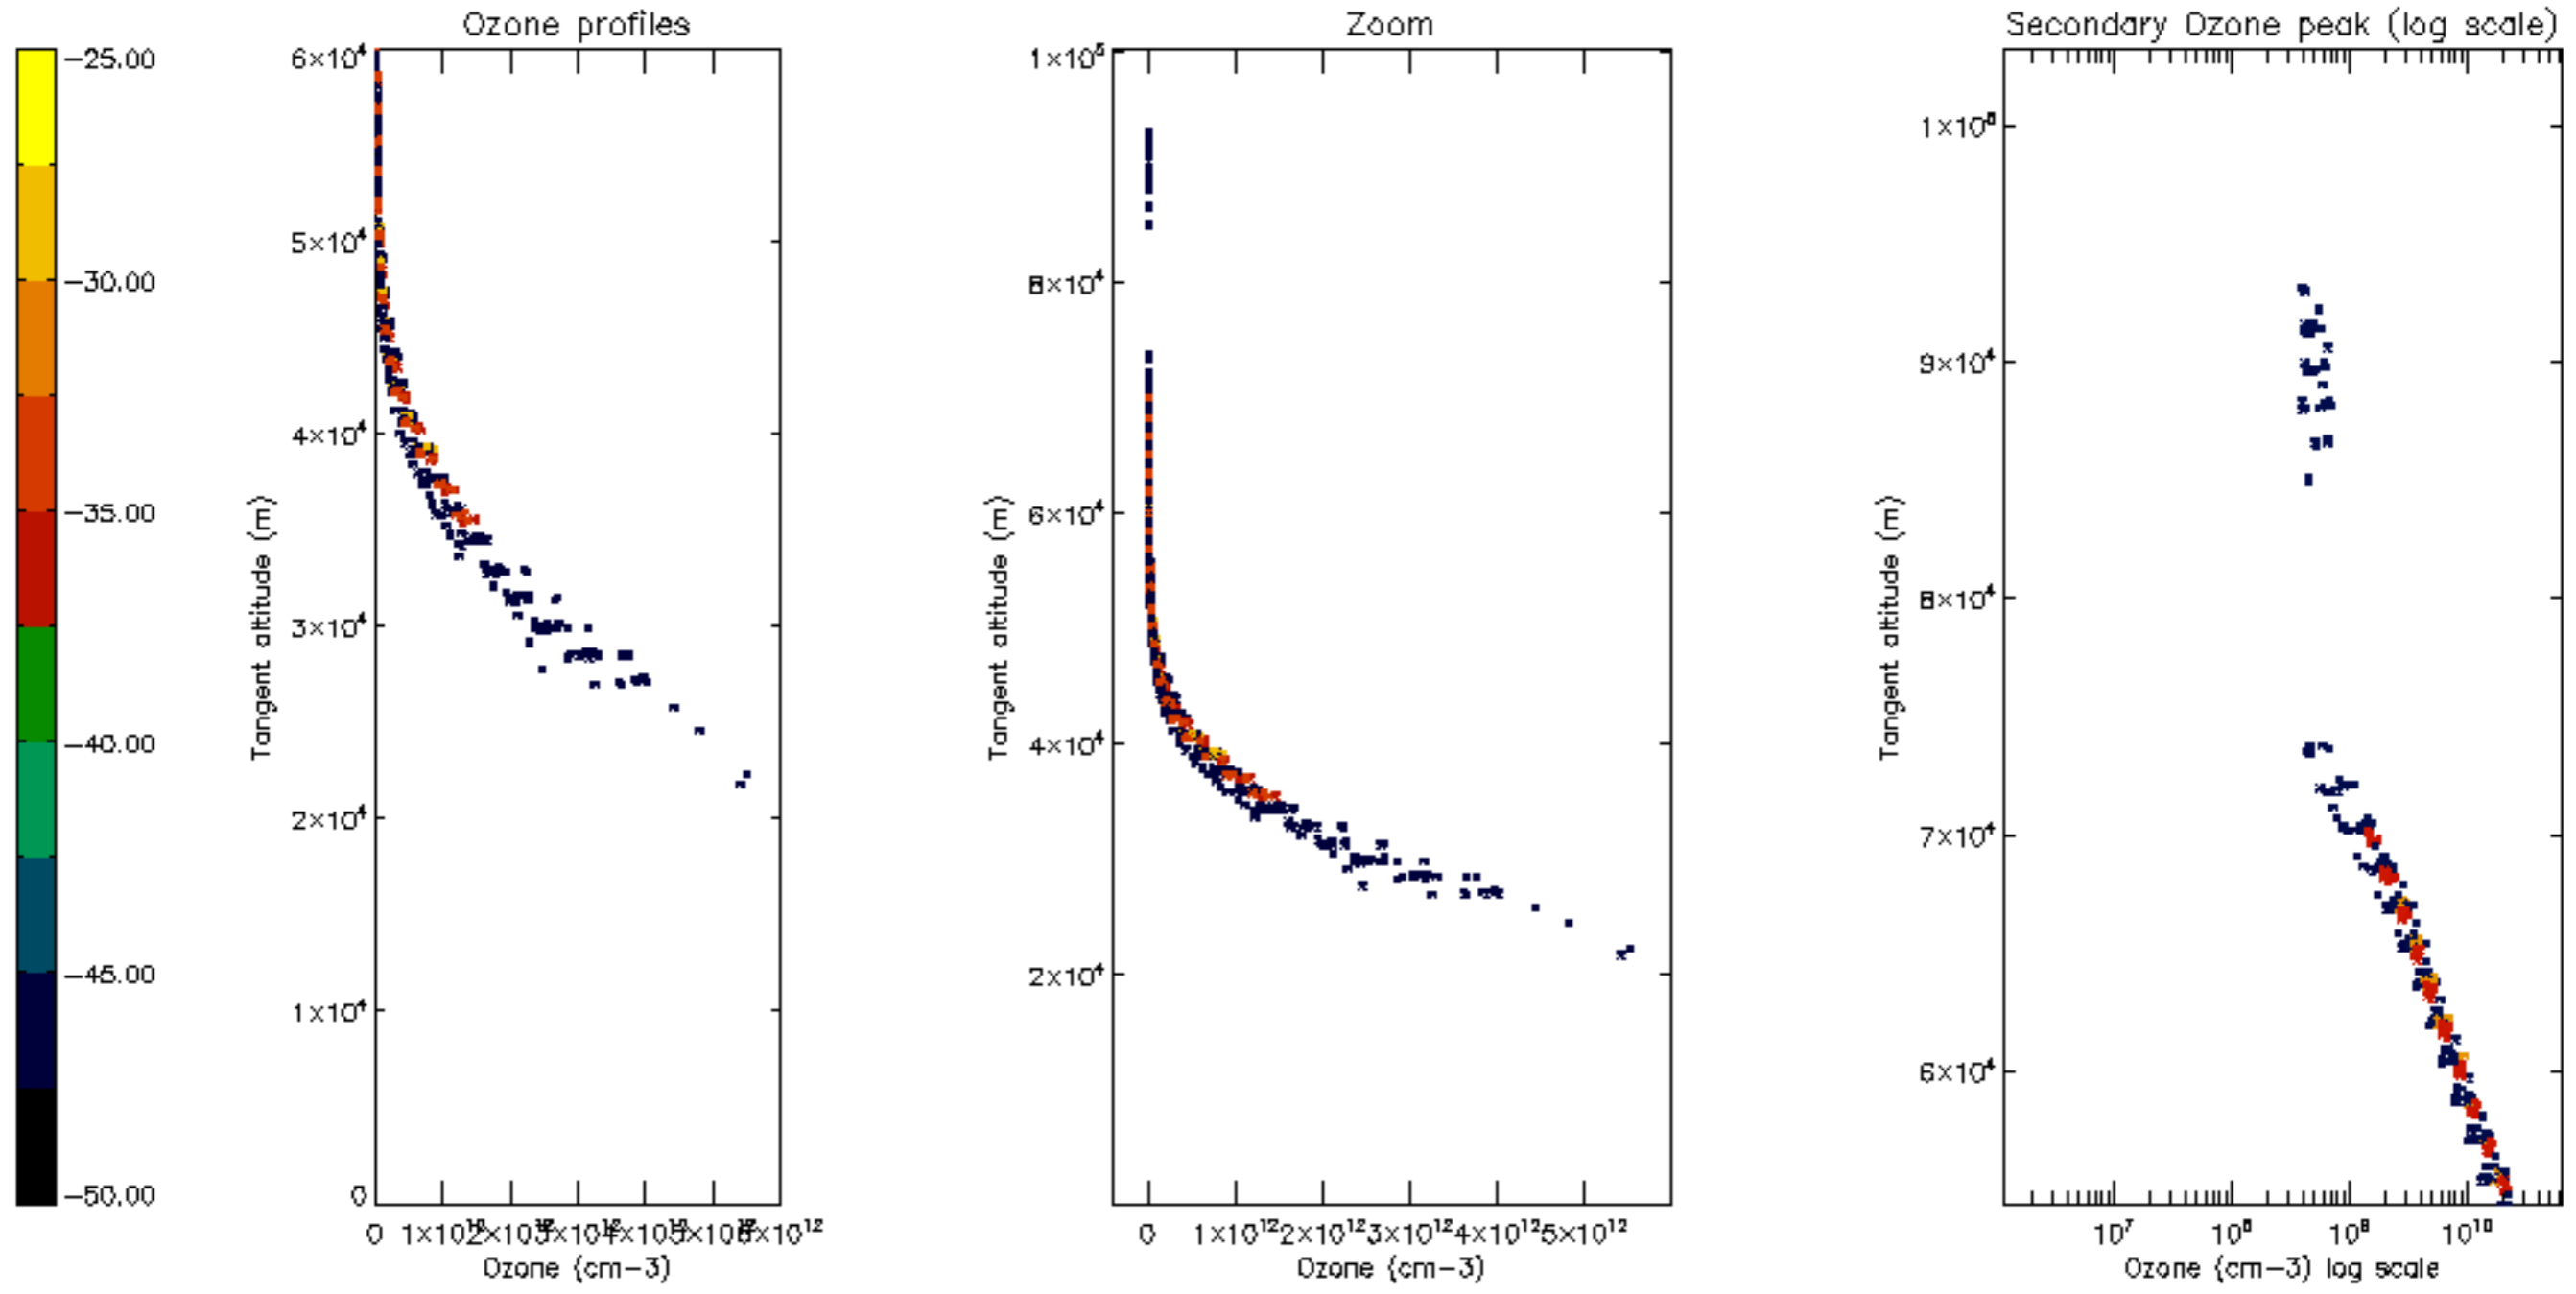 Ozone profiles
Zoom
Secondary Ozone peak (log scale)
−25.00
−30.00
−35.00
−40.00
−45.00
−50.00
6×10⁴
5×10⁴
4×10⁴
3×10⁴
2×10⁴
1×10⁴
0
Tangent altitude (m)
0
6×10¹²
Ozone (cm−3)
1×10⁵
8×10⁴
6×10⁴
4×10⁴
2×10⁴
Tangent altitude (m)
0 1×10¹² 2×10¹² 3×10¹² 4×10¹² 5×10¹²
Ozone (cm−3)
1×10⁵
9×10⁴
8×10⁴
7×10⁴
6×10⁴
Tangent altitude (m)
10⁷ 10⁸ 10⁹ 10¹⁰
Ozone (cm−3) log scale